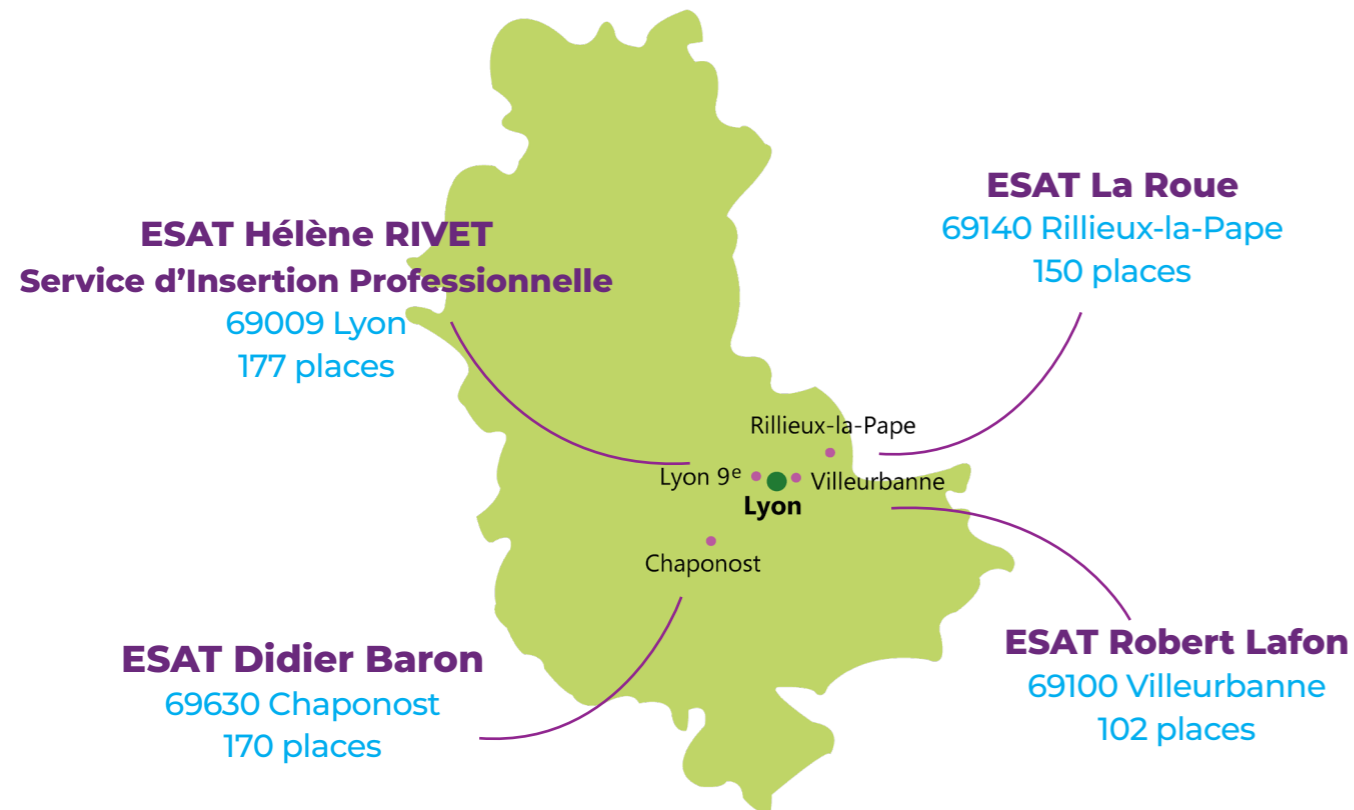 ESAT La Roue
69140 Rillieux-la-Pape
150 places
ESAT Hélène RIVET
Service d’Insertion Professionnelle
69009 Lyon
177 places
Rillieux-la-Pape
Lyon 9e
Villeurbanne
Lyon
Chaponost
ESAT Didier Baron
69630 Chaponost
170 places
ESAT Robert Lafon
69100 Villeurbanne
102 places